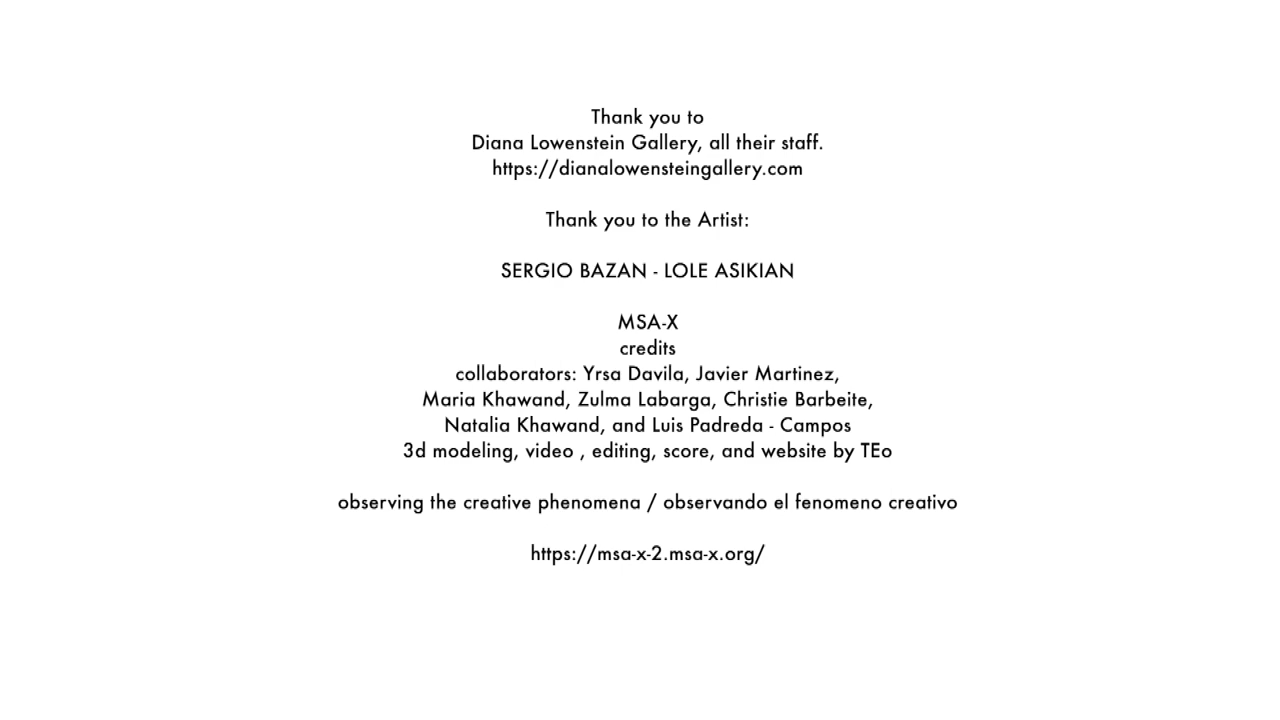 Thank you to
Diana Lowenstein Gallery, all their staff.
https://dianalowensteingallery.com
Thank you to the Artist:
SERGIO BAZAN - LOLE ASIKIAN
MSA-X
credits
collaborators: Yrsa Davila, Javier Martinez,
Maria Khawand, Zulma Labarga, Christie Barbeite,
Natalia Khawand, and Luis Padreda - Campos
3d modeling, video , editing, score, and website by TEo
observing the creative phenomena / observando el fenomeno creativo
https://msa-x-2.msa-x.org/